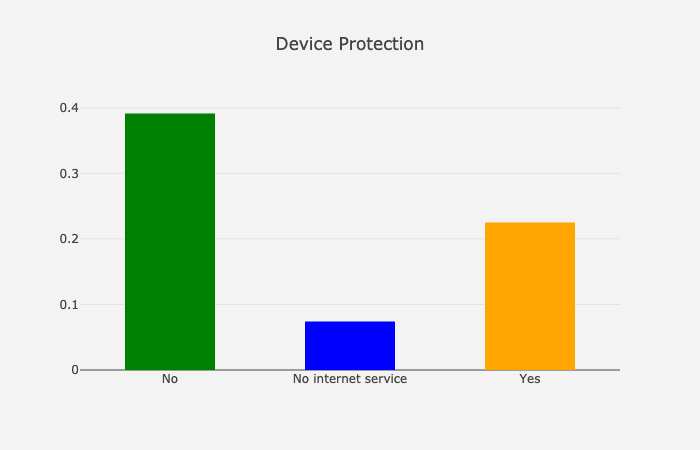 Device Protection
0.4
0.3
0.2
0.1
0
No
No internet service
Yes